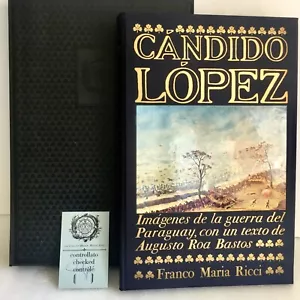 CÁNDIDO
LÓPEZ
Imágenes de la guerra del
Paraguay, con un texto de
Augusto Roa Bastos
Franco Maria Ricci
controllato
checked
contrôlé